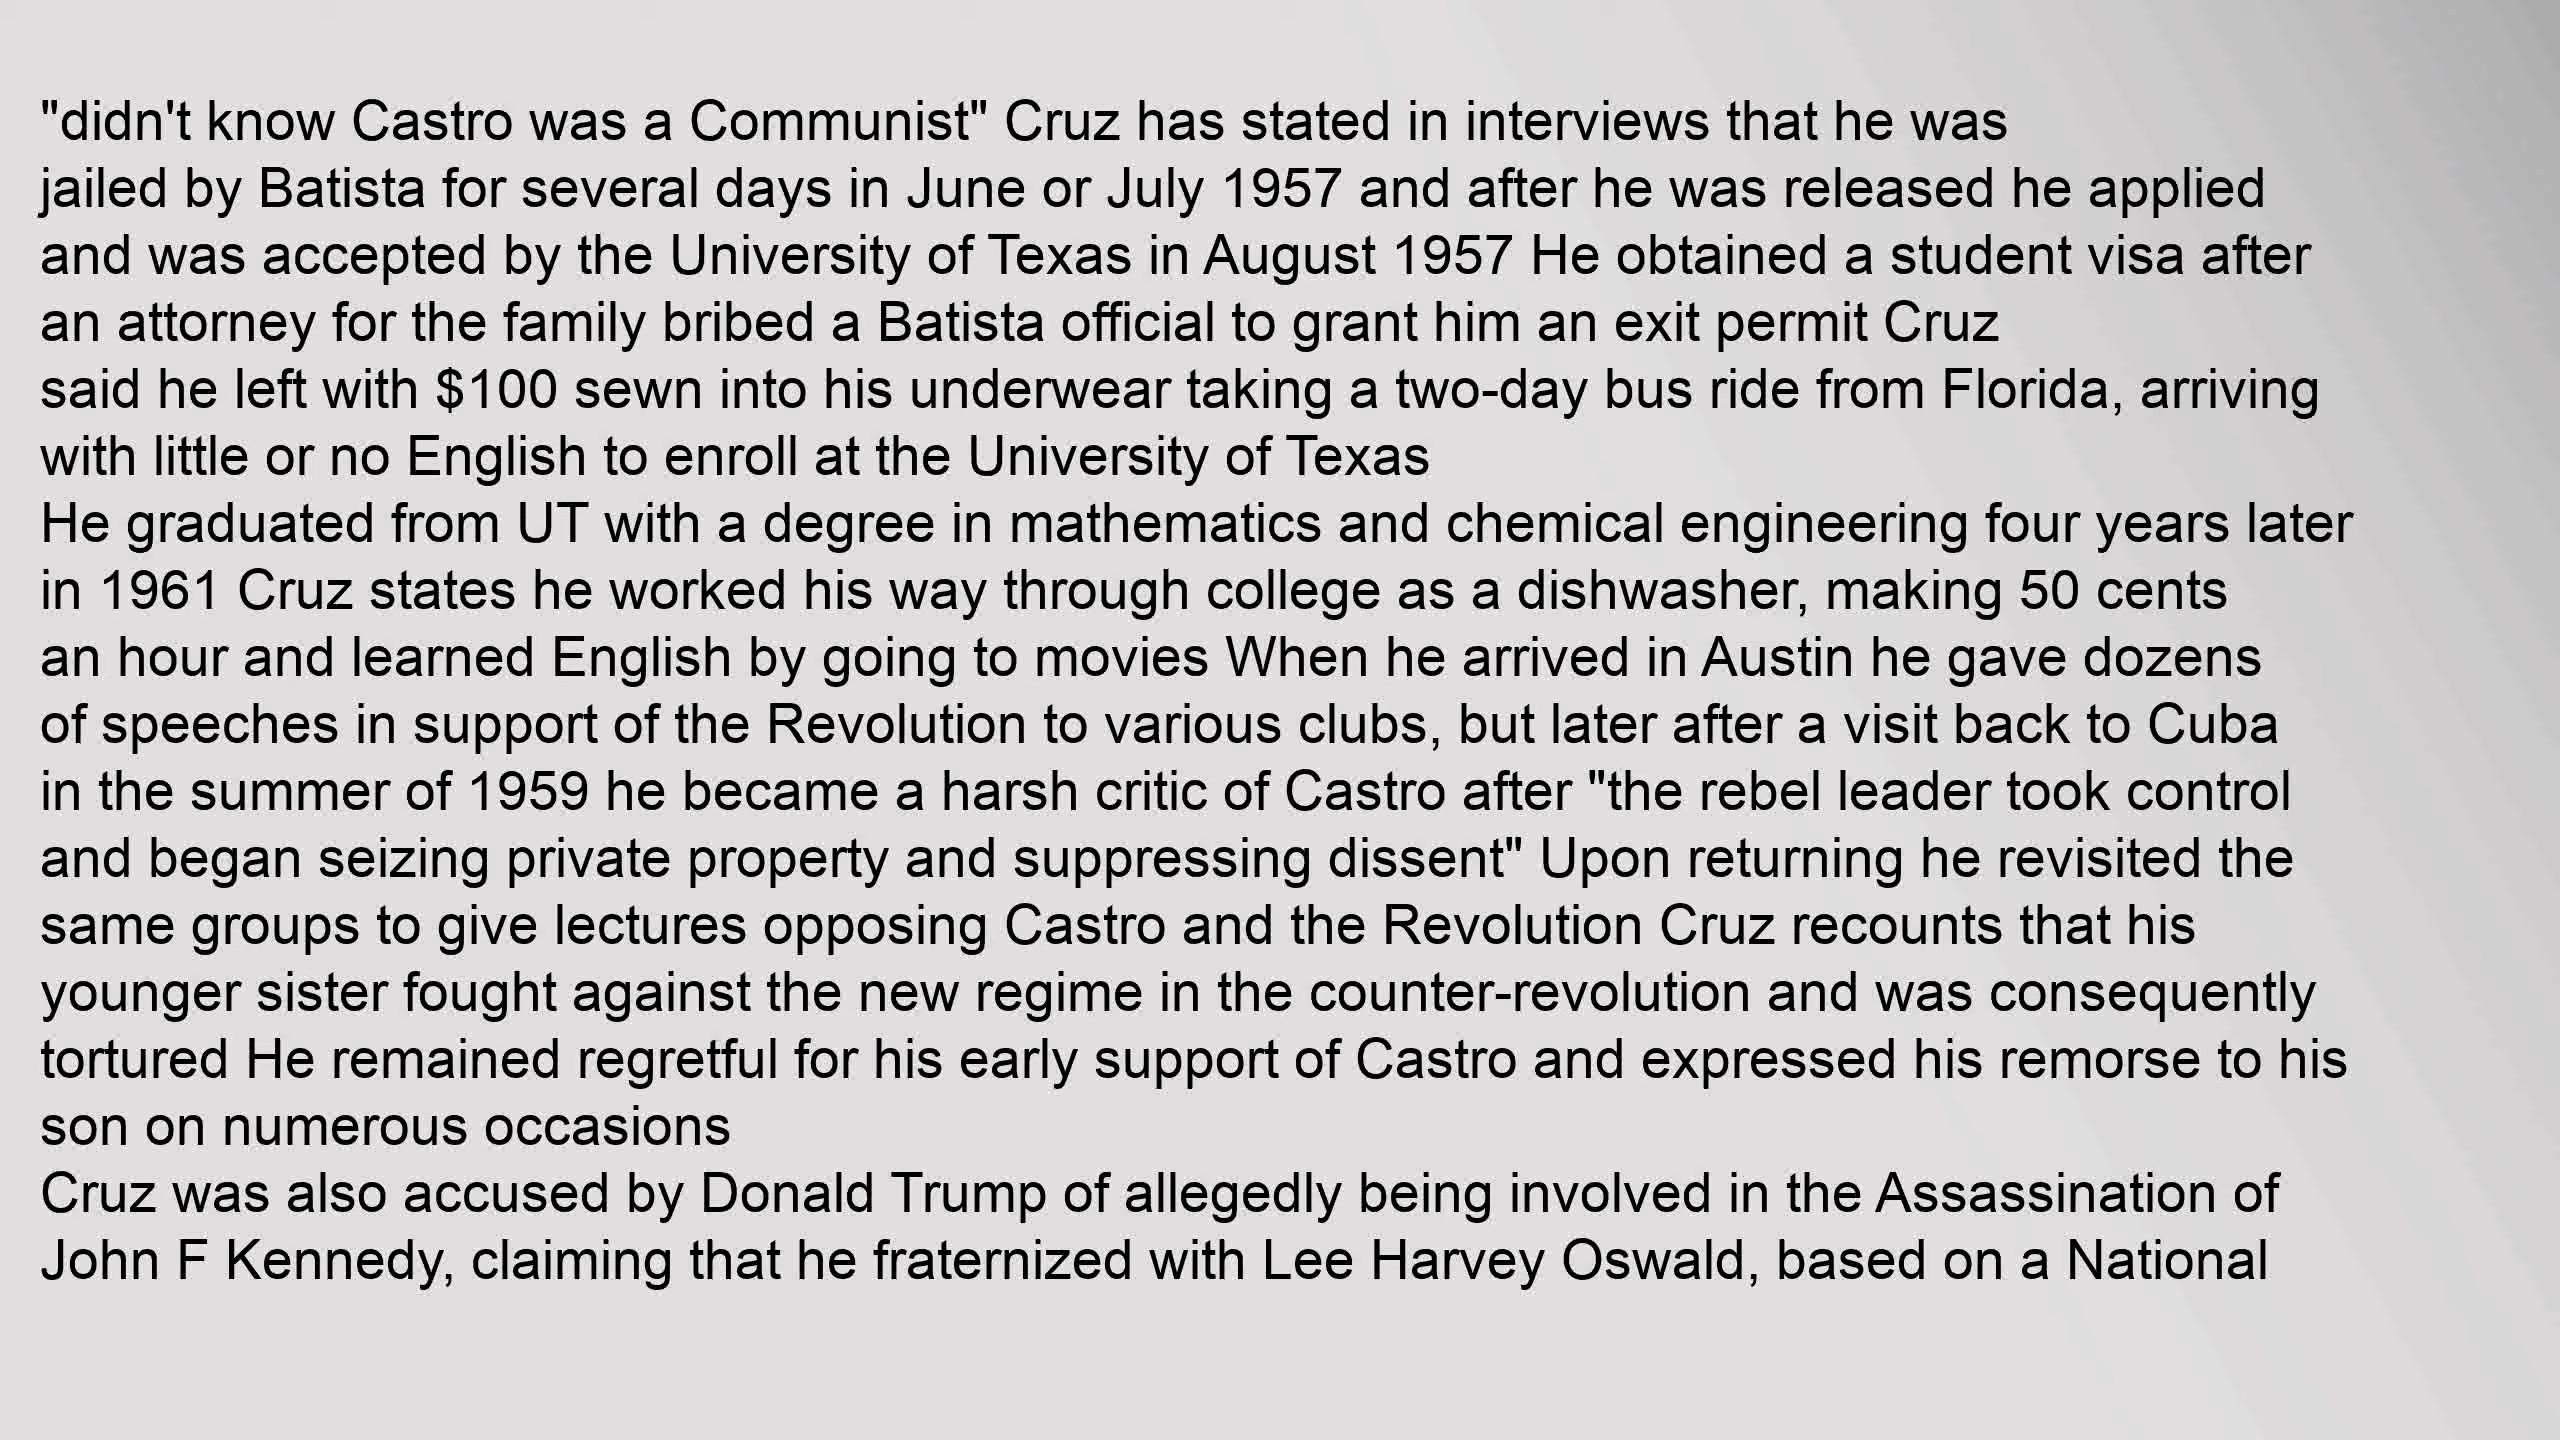 "didn't know Castro was a Communist" Cruz has stated in interviews that he was
jailed by Batista for several days in June or July 1957 and after he was released he applied
and was accepted by the University of Texas in August 1957 He obtained a student visa after
an attorney for the family bribed a Batista official to grant him an exit permit Cruz
said he left with $100 sewn into his underwear taking a two-day bus ride from Florida, arriving
with little or no English to enroll at the University of Texas
He graduated from UT with a degree in mathematics and chemical engineering four years later
in 1961 Cruz states he worked his way through college as a dishwasher, making 50 cents
an hour and learned English by going to movies When he arrived in Austin he gave dozens
of speeches in support of the Revolution to various clubs, but later after a visit back to Cuba
in the summer of 1959 he became a harsh critic of Castro after "the rebel leader took control
and began seizing private property and suppressing dissent" Upon returning he revisited the
same groups to give lectures opposing Castro and the Revolution Cruz recounts that his
younger sister fought against the new regime in the counter-revolution and was consequently
tortured He remained regretful for his early support of Castro and expressed his remorse to his
son on numerous occasions
Cruz was also accused by Donald Trump of allegedly being involved in the Assassination of
John F Kennedy, claiming that he fraternized with Lee Harvey Oswald, based on a National